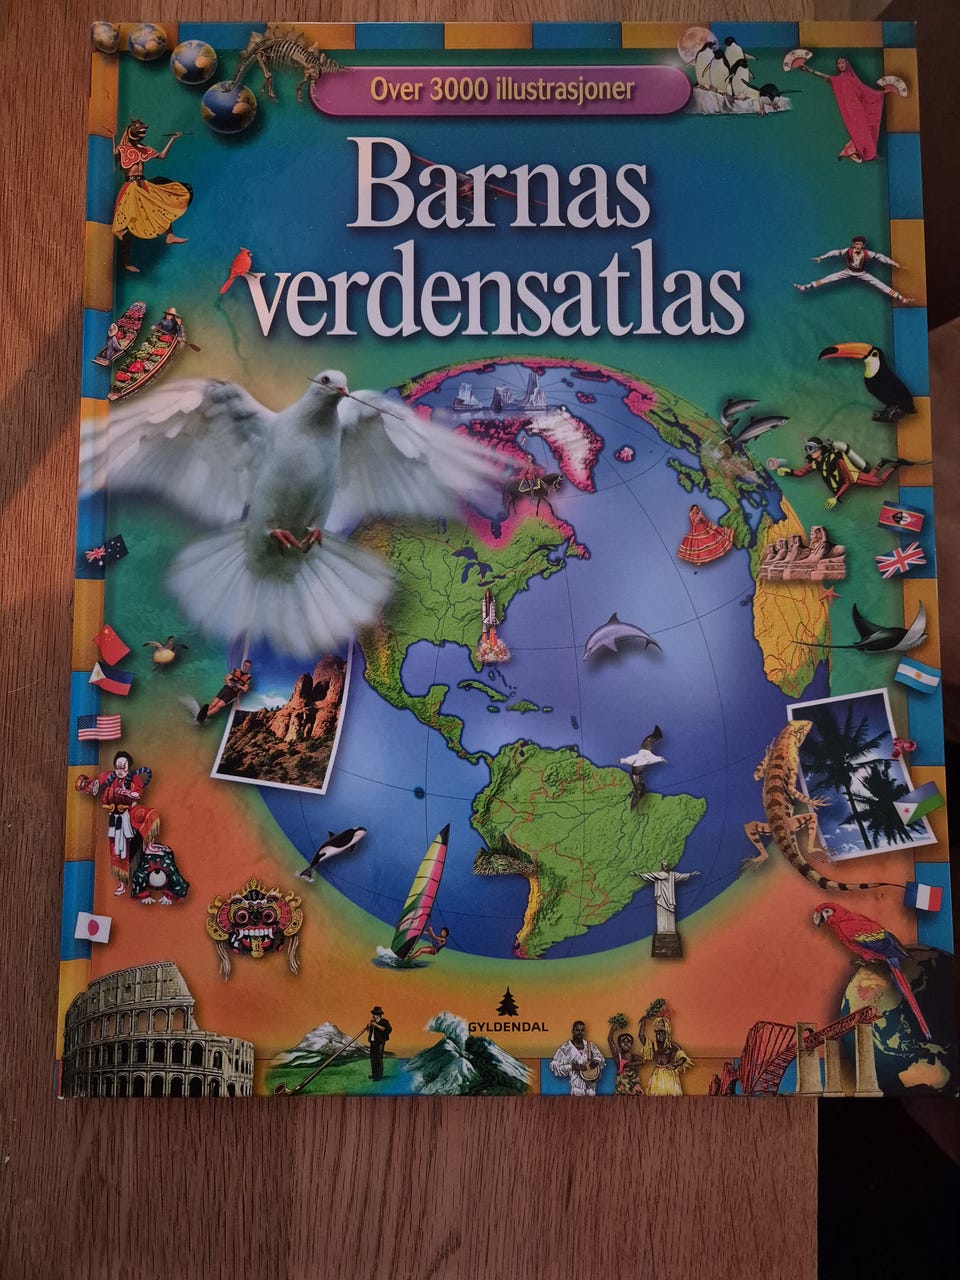 Over 3000 illustrasjoner
Barnas
verdensatlas
GYLDENDAL